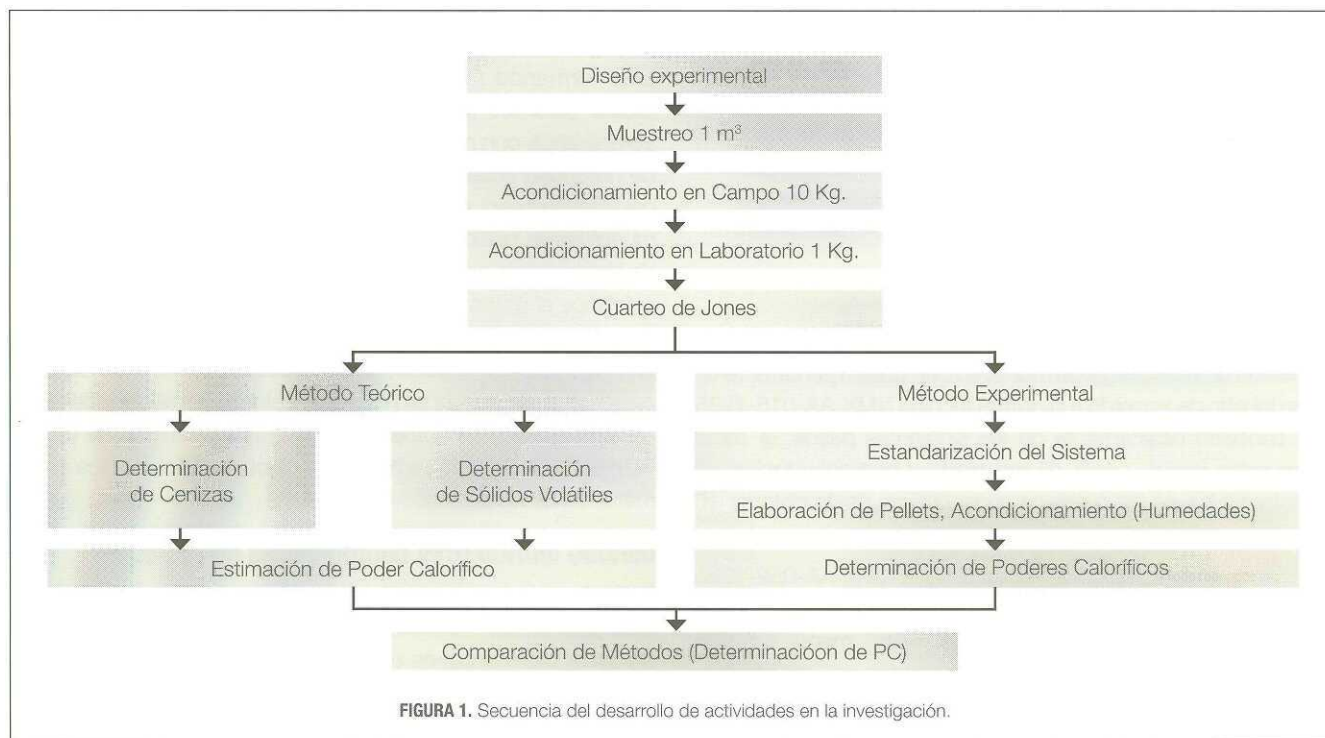 Diseño experimental
Muestreo 1 m³
Acondicionamiento en Campo 10 Kg.
Acondicionamiento en Laboratorio 1 Kg.
Cuarteo de Jones
Método Teórico
Determinación
de Cenizas
Determinación
de Sólidos Volátiles
Estimación de Poder Calorífico
Método Experimental
Estandarización del Sistema
Elaboración de Pellets, Acondicionamiento (Humedades)
Determinación de Poderes Caloríficos
Comparación de Métodos (Determinacióon de PC)
FIGURA 1. Secuencia del desarrollo de actividades en la investigación.